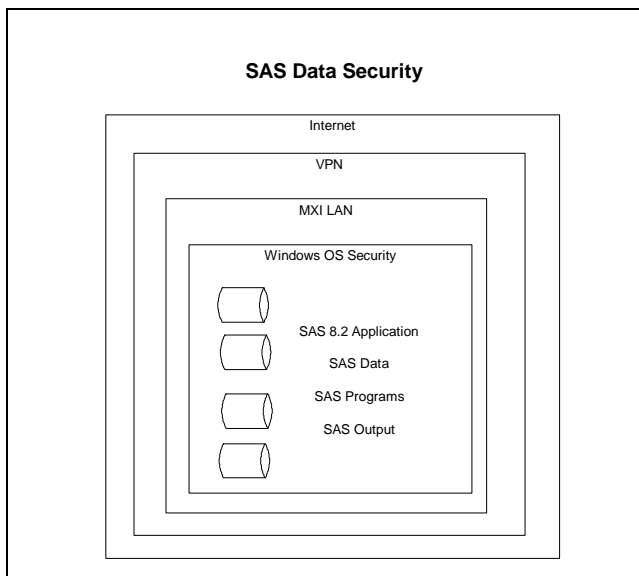 SAS Data Security
Internet
VPN
MXI LAN
Windows OS Security
SAS 8.2 Application
SAS Data
SAS Programs
SAS Output